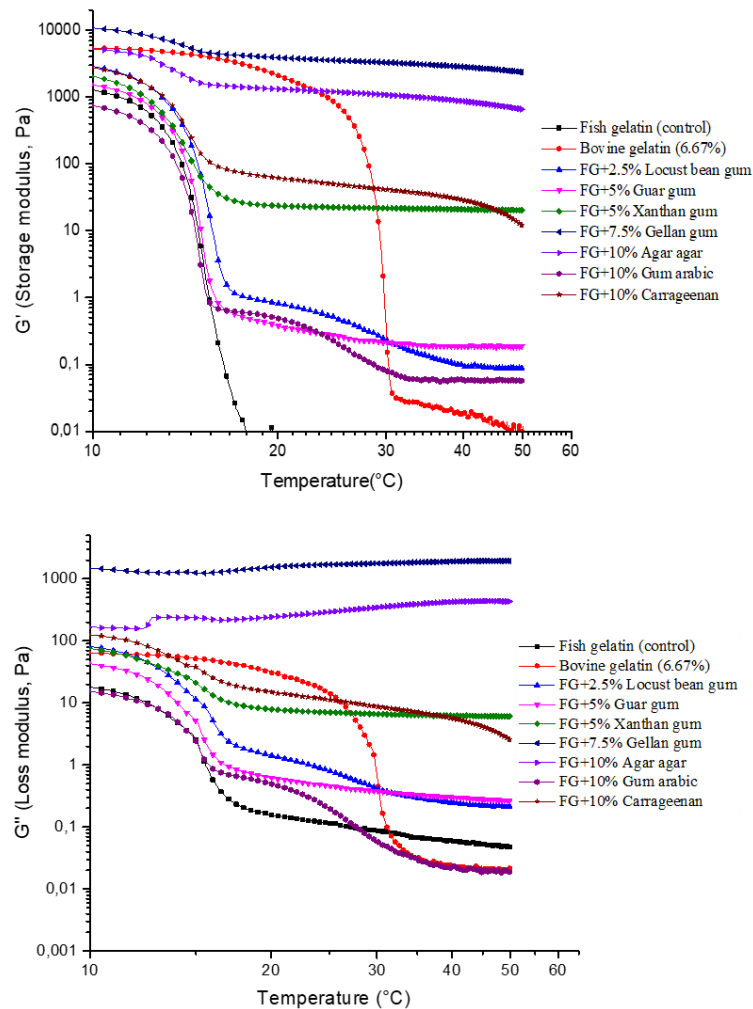 10000
1000
100
10
1
0,1
0,01
G' (Storage modulus, Pa)
10
20
30
40
50
60
Temperature(°C)
Fish gelatin (control)
Bovine gelatin (6.67%)
FG+2.5% Locust bean gum
FG+5% Guar gum
FG+5% Xanthan gum
FG+7.5% Gellan gum
FG+10% Agar agar
FG+10% Gum arabic
FG+10% Carrageenan
1000
100
10
1
0,1
0,01
0,001
G'' (Loss modulus, Pa)
10
20
30
40
50
60
Temperature (°C)
Fish gelatin (control)
Bovine gelatin (6.67%)
FG+2.5% Locust bean gum
FG+5% Guar gum
FG+5% Xanthan gum
FG+7.5% Gellan gum
FG+10% Agar agar
FG+10% Gum arabic
FG+10% Carrageenan